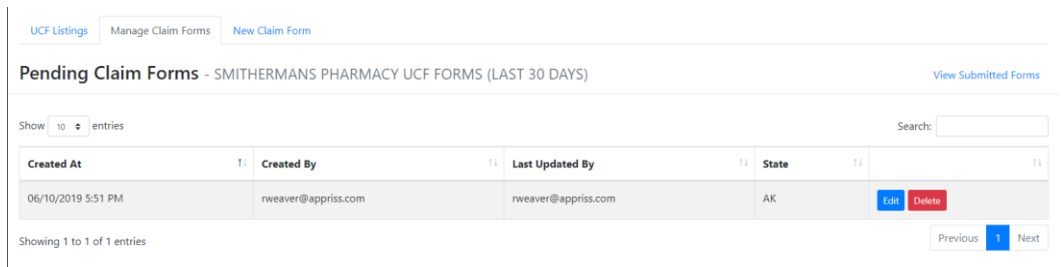 UCF Listings Manage Claim Forms New Claim Form
Pending Claim Forms - SMITHERMANS PHARMACY UCF FORMS (LAST 30 DAYS) View Submitted Forms
Show 10 entries Search:
Created At Created By Last Updated By State
06/10/2019 5:51 PM rweaver@appriss.com rweaver@appriss.com AK Edit Delete
Showing 1 to 1 of 1 entries Previous 1 Next